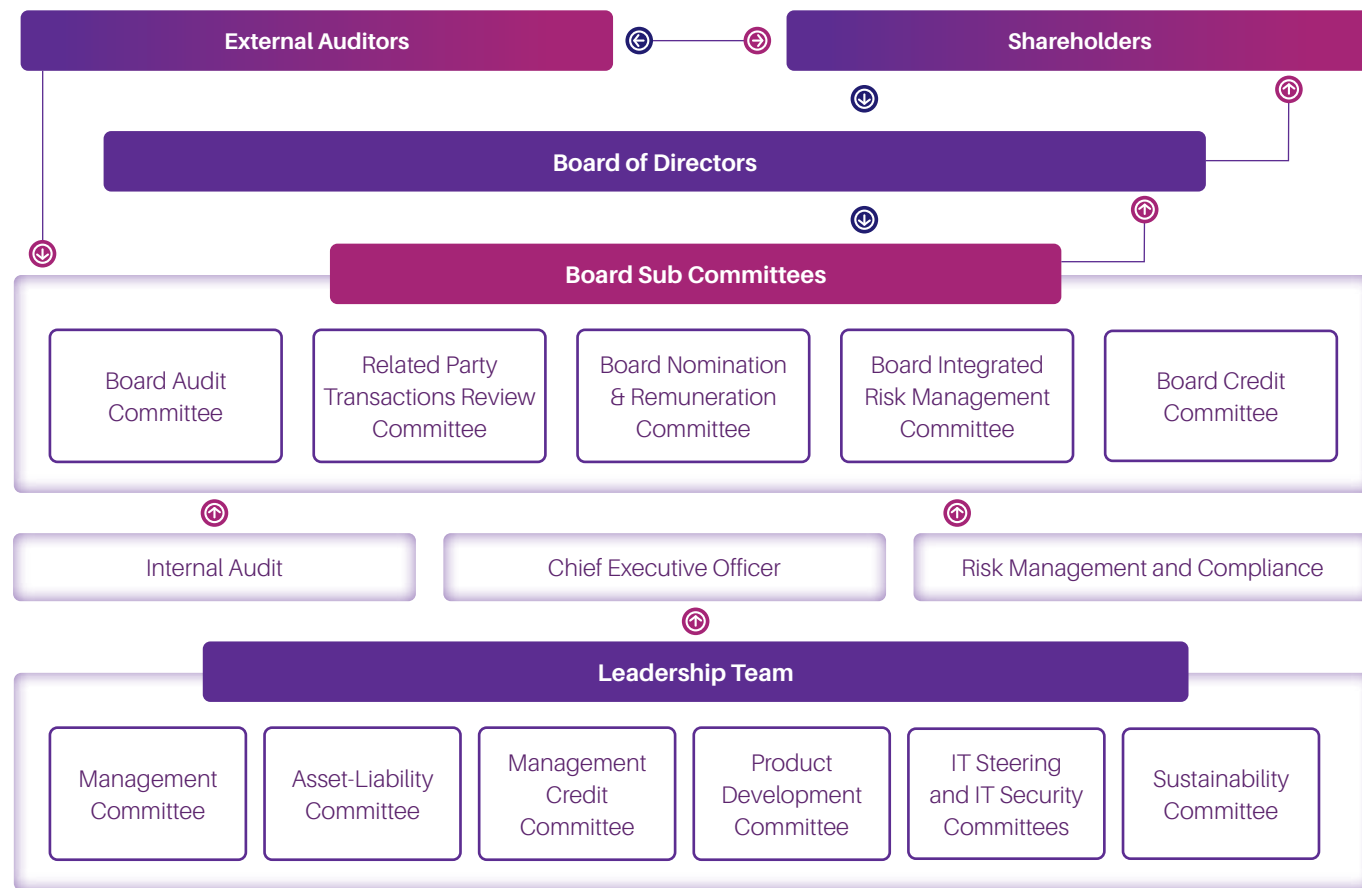 External Auditors
Shareholders
Board of Directors
Board Sub Committees
Board Audit
Committee
Related Party
Transactions Review
Committee
Board Nomination
& Remuneration
Committee
Board Integrated
Risk Management
Committee
Board Credit
Committee
Internal Audit
Chief Executive Officer
Risk Management and Compliance
Leadership Team
Management
Committee
Asset-Liability
Committee
Management
Credit
Committee
Product
Development
Committee
IT Steering
and IT Security
Committees
Sustainability
Committee